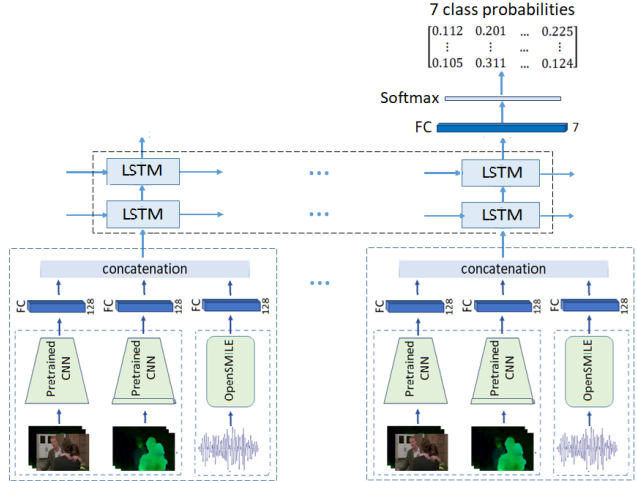 7 class probabilities
0.112 0.201 ... 0.225
⋮ ⋮ ... ⋮
0.105 0.311 ... 0.124
Softmax
FC 7
LSTM ... LSTM
LSTM ... LSTM
concatenation ... concatenation
FC 128 FC 128 FC 128 FC 128 FC 128 FC 128
Pretrained CNN Pretrained CNN OpenSMILE Pretrained CNN Pretrained CNN OpenSMILE